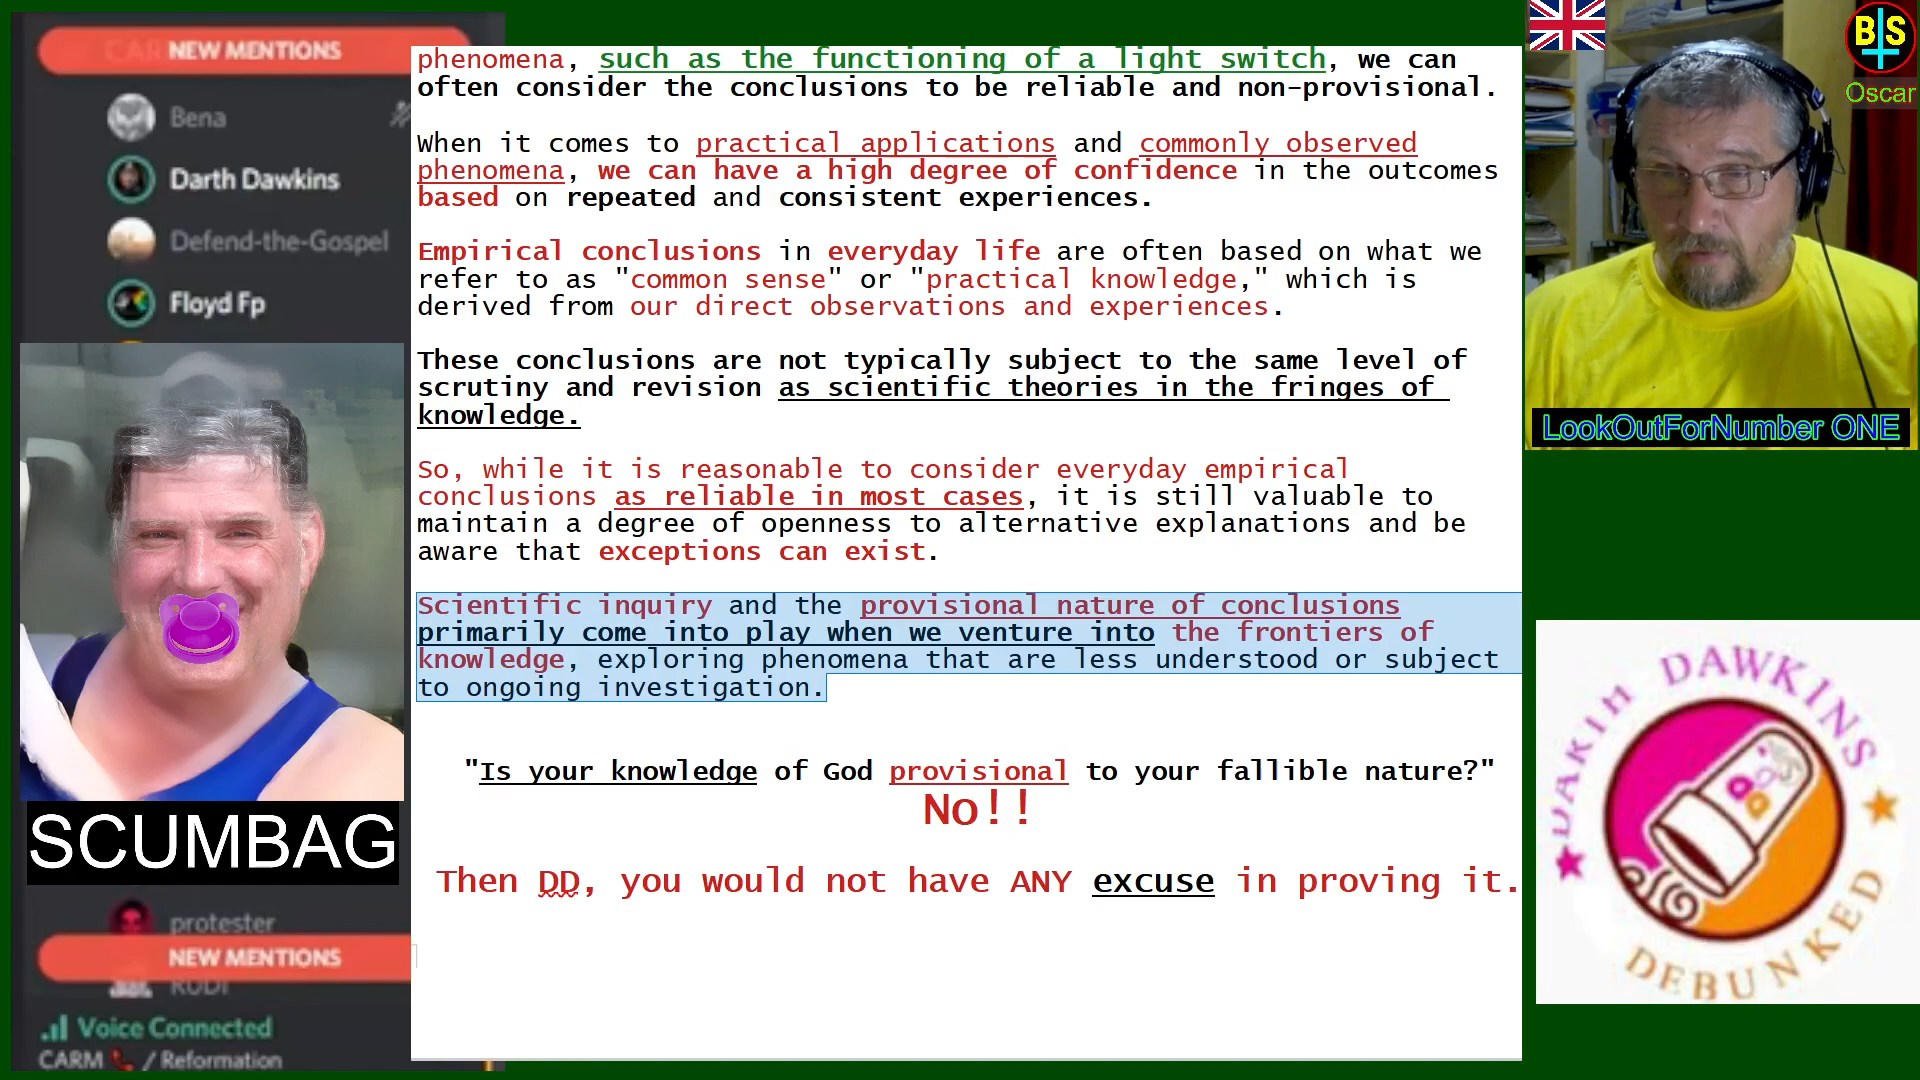 NEW MENTIONS
Bena
Darth Dawkins
Defend-the-Gospel
Floyd Fp
SCUMBAG
protester
NEW MENTIONS
RUDI
Voice Connected
CARM / Reformation
phenomena, such as the functioning of a light switch, we can
often consider the conclusions to be reliable and non-provisional.
When it comes to practical applications and commonly observed
phenomena, we can have a high degree of confidence in the outcomes
based on repeated and consistent experiences.
Empirical conclusions in everyday life are often based on what we
refer to as "common sense" or "practical knowledge," which is
derived from our direct observations and experiences.
These conclusions are not typically subject to the same level of
scrutiny and revision as scientific theories in the fringes of
knowledge.
So, while it is reasonable to consider everyday empirical
conclusions as reliable in most cases, it is still valuable to
maintain a degree of openness to alternative explanations and be
aware that exceptions can exist.
Scientific inquiry and the provisional nature of conclusions
primarily come into play when we venture into the frontiers of
knowledge, exploring phenomena that are less understood or subject
to ongoing investigation.
"Is your knowledge of God provisional to your fallible nature?"
No!!
Then DD, you would not have ANY excuse in proving it.
BS
Oscar
LookOutForNumber ONE
DAKIH DAWKINS
DEBUNKED